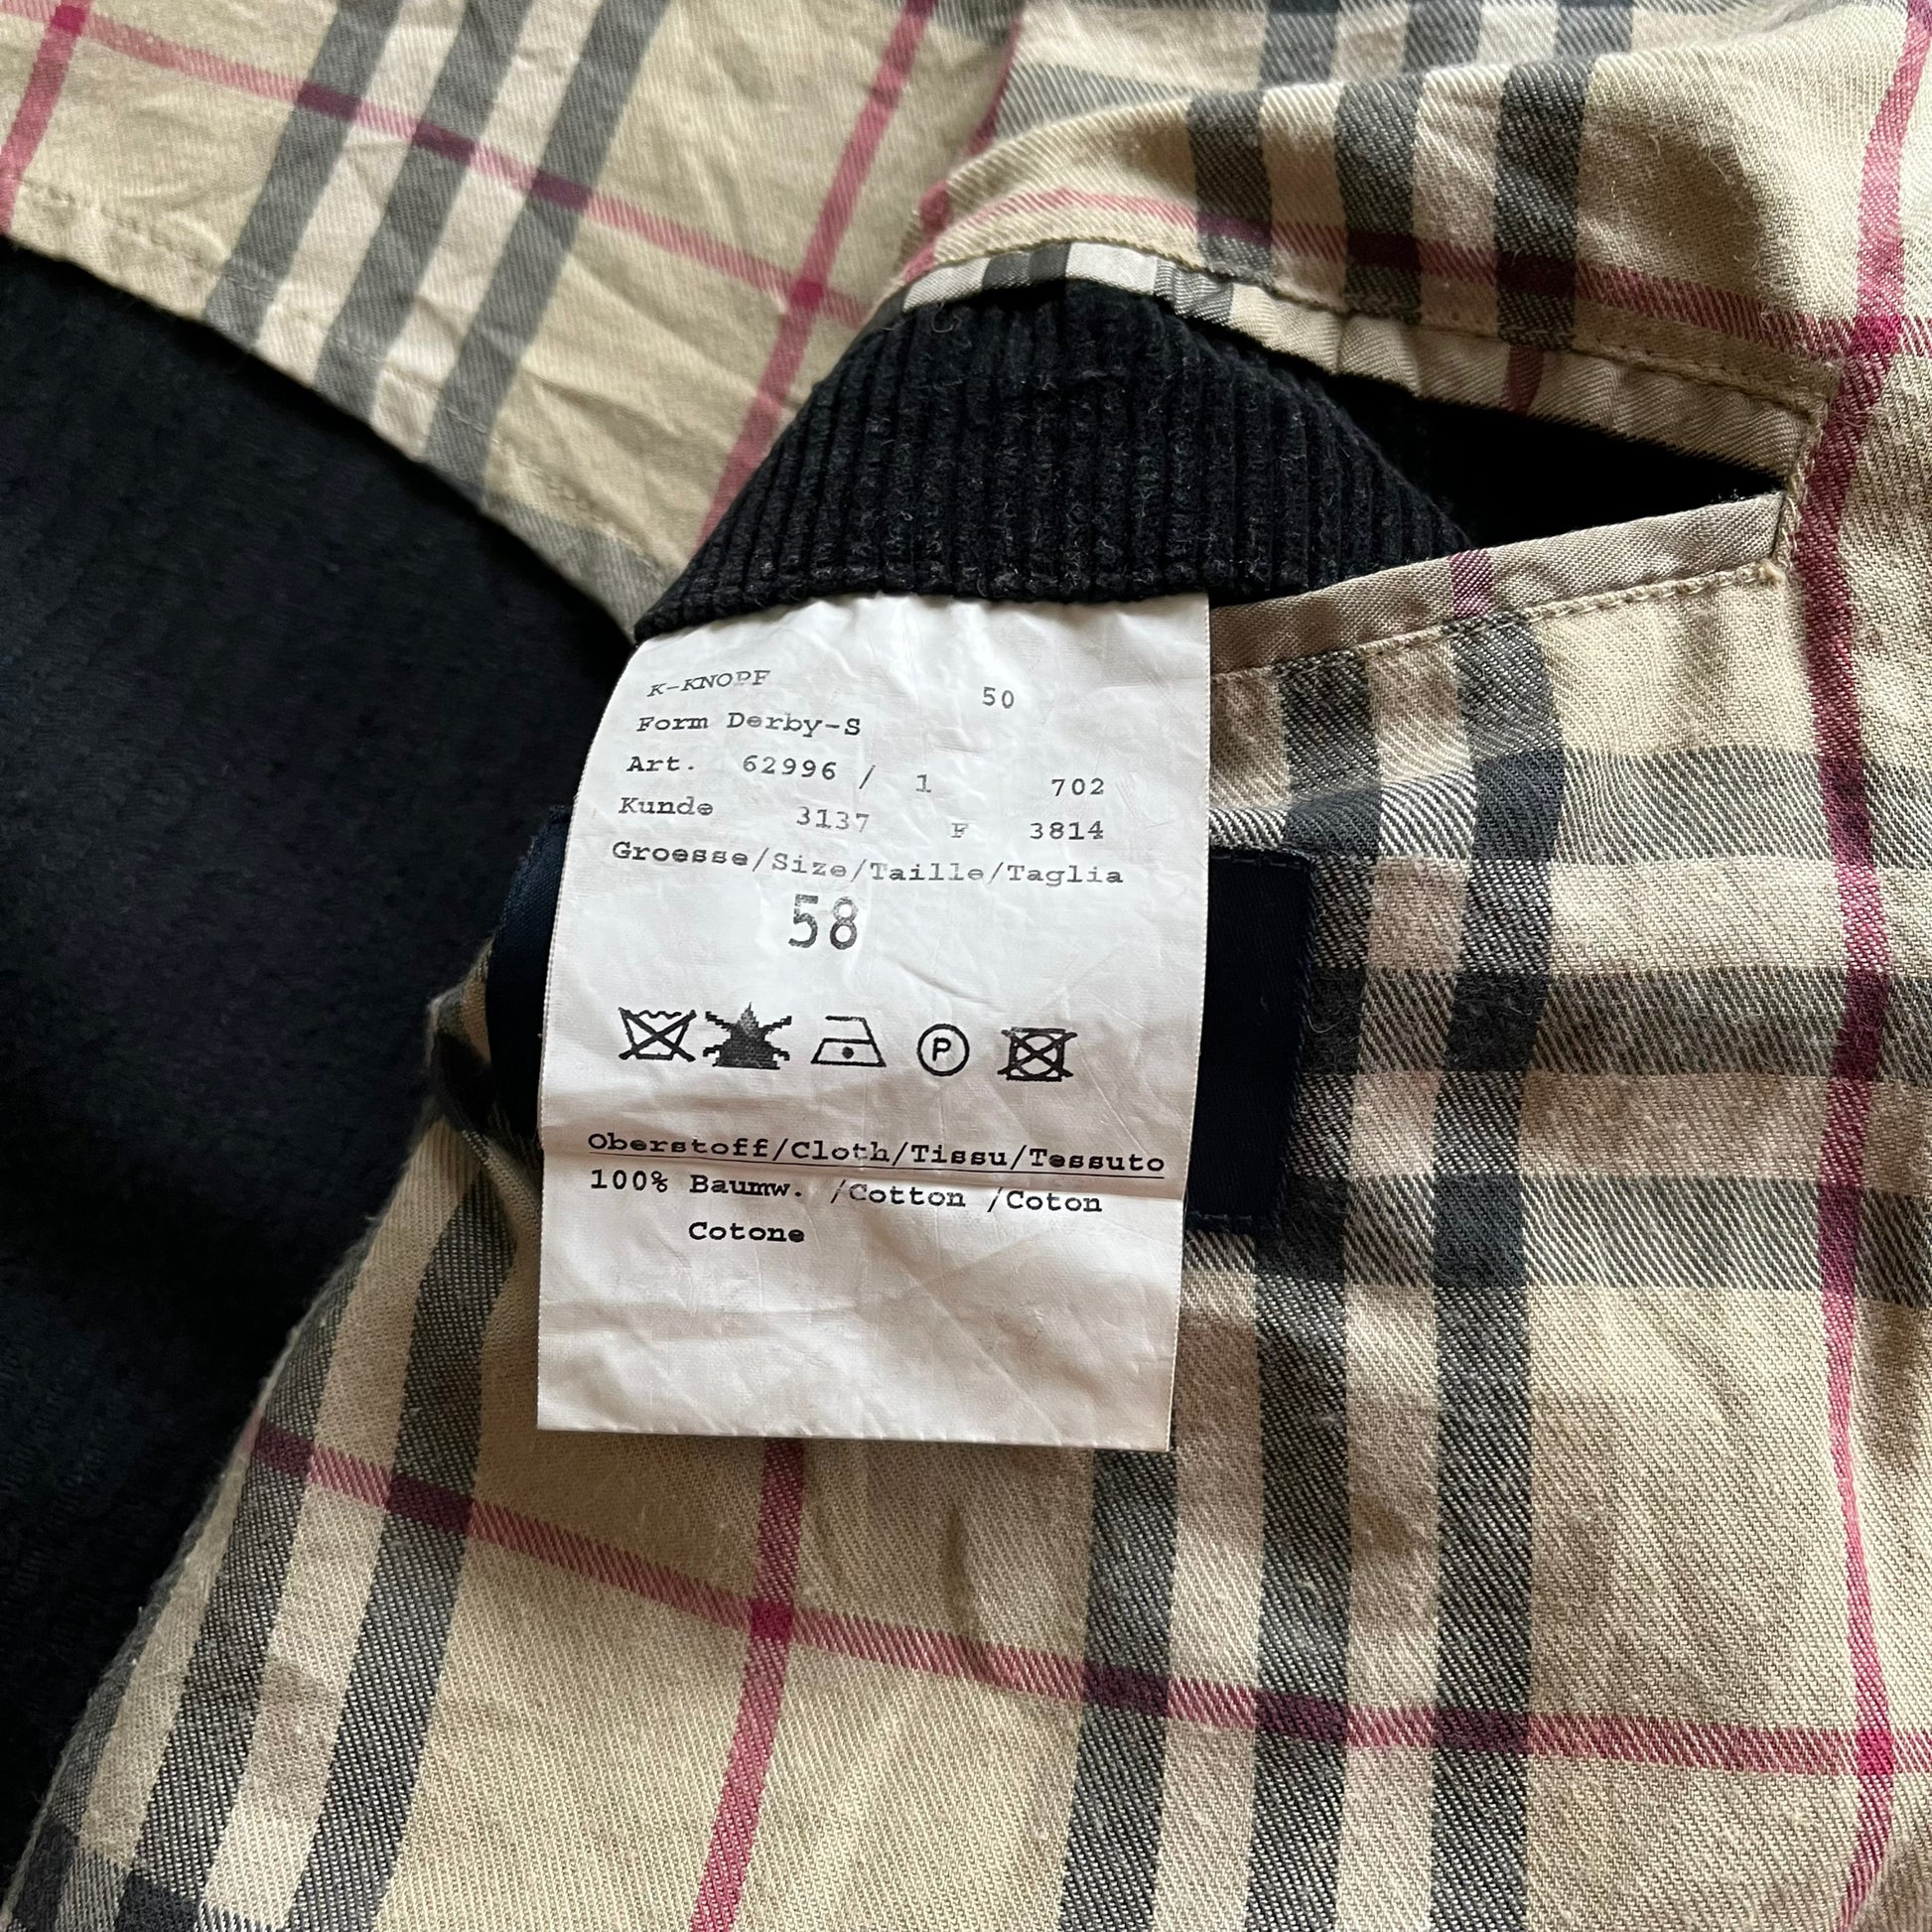 K-KNOPF 50
Form Derby-S
Art. 62996 / 1 702
Kunde 3137 F 3814
Groesse/Size/Taille/Taglia
58
P
Oberstoff/Cloth/Tissu/Tessuto
100% Baumw. /Cotton /Coton
Cotone